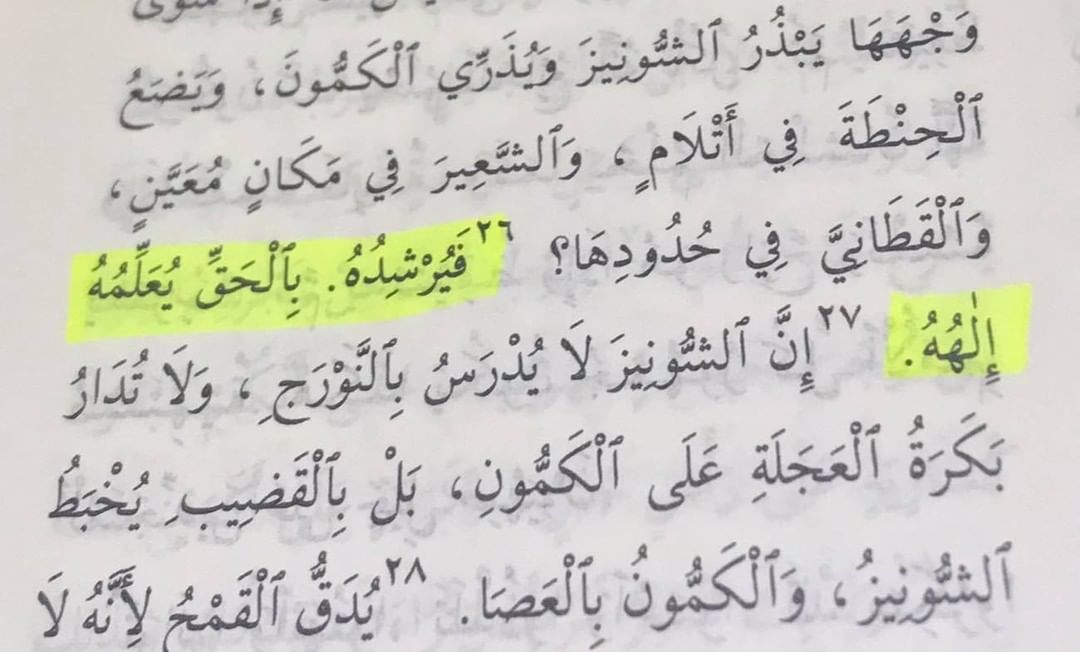 وَجْهَهَا يَبْذُرُ ٱلشُّونِيزَ وَيُذَرِّي ٱلْكَمُّونَ، وَيَضَعُ
ٱلْحِنْطَةَ فِي أَتْلَامٍ، وَٱلشَّعِيرَ فِي مَكَانٍ مُعَيَّنٍ،
وَٱلْقَطَانِيَّ فِي حُدُودِهَا؟ ٢٦ فَيُرْشِدُهُ. بِٱلْحَقِّ يُعَلِّمُهُ
إِلٰهُهُ. ٢٧ إِنَّ ٱلشُّونِيزَ لَا يُدْرَسُ بِٱلنَّوْرَجِ، وَلَا تُدَارُ
بَكَرَةُ ٱلْعَجَلَةِ عَلَى ٱلْكَمُّونِ، بَلْ بِٱلْقَضِيبِ يُخْبَطُ
ٱلشُّونِيزُ، وَٱلْكَمُّونُ بِٱلْعَصَا. ٢٨ يُدَقُّ ٱلْقَمْحُ لِأَنَّهُ لَا